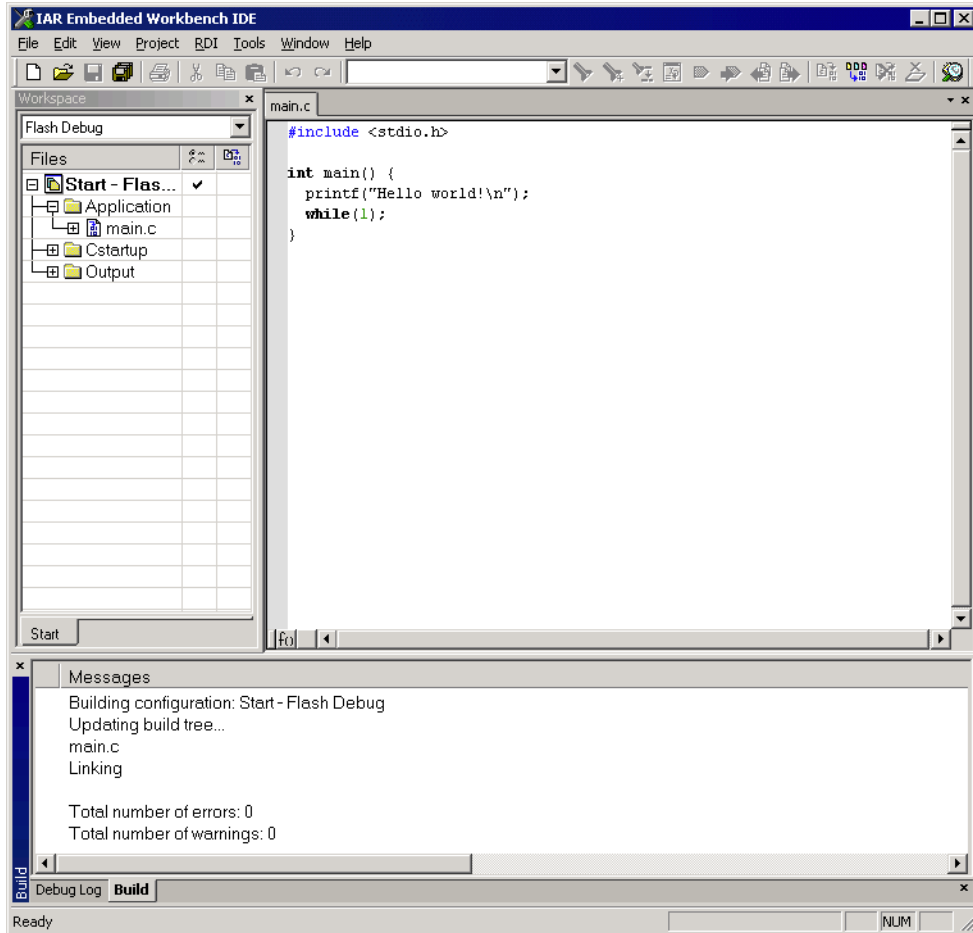 IAR Embedded Workbench IDE
File Edit View Project RDI Tools Window Help
Workspace
main.c
Flash Debug
Files
Start - Flas...
Application
main.c
Cstartup
Output
Start
#include <stdio.h>
int main() {
printf("Hello world!\n");
while(1);
}
f()
Messages
Building configuration: Start - Flash Debug
Updating build tree...
main.c
Linking
Total number of errors: 0
Total number of warnings: 0
Build
Debug Log Build
Ready NUM